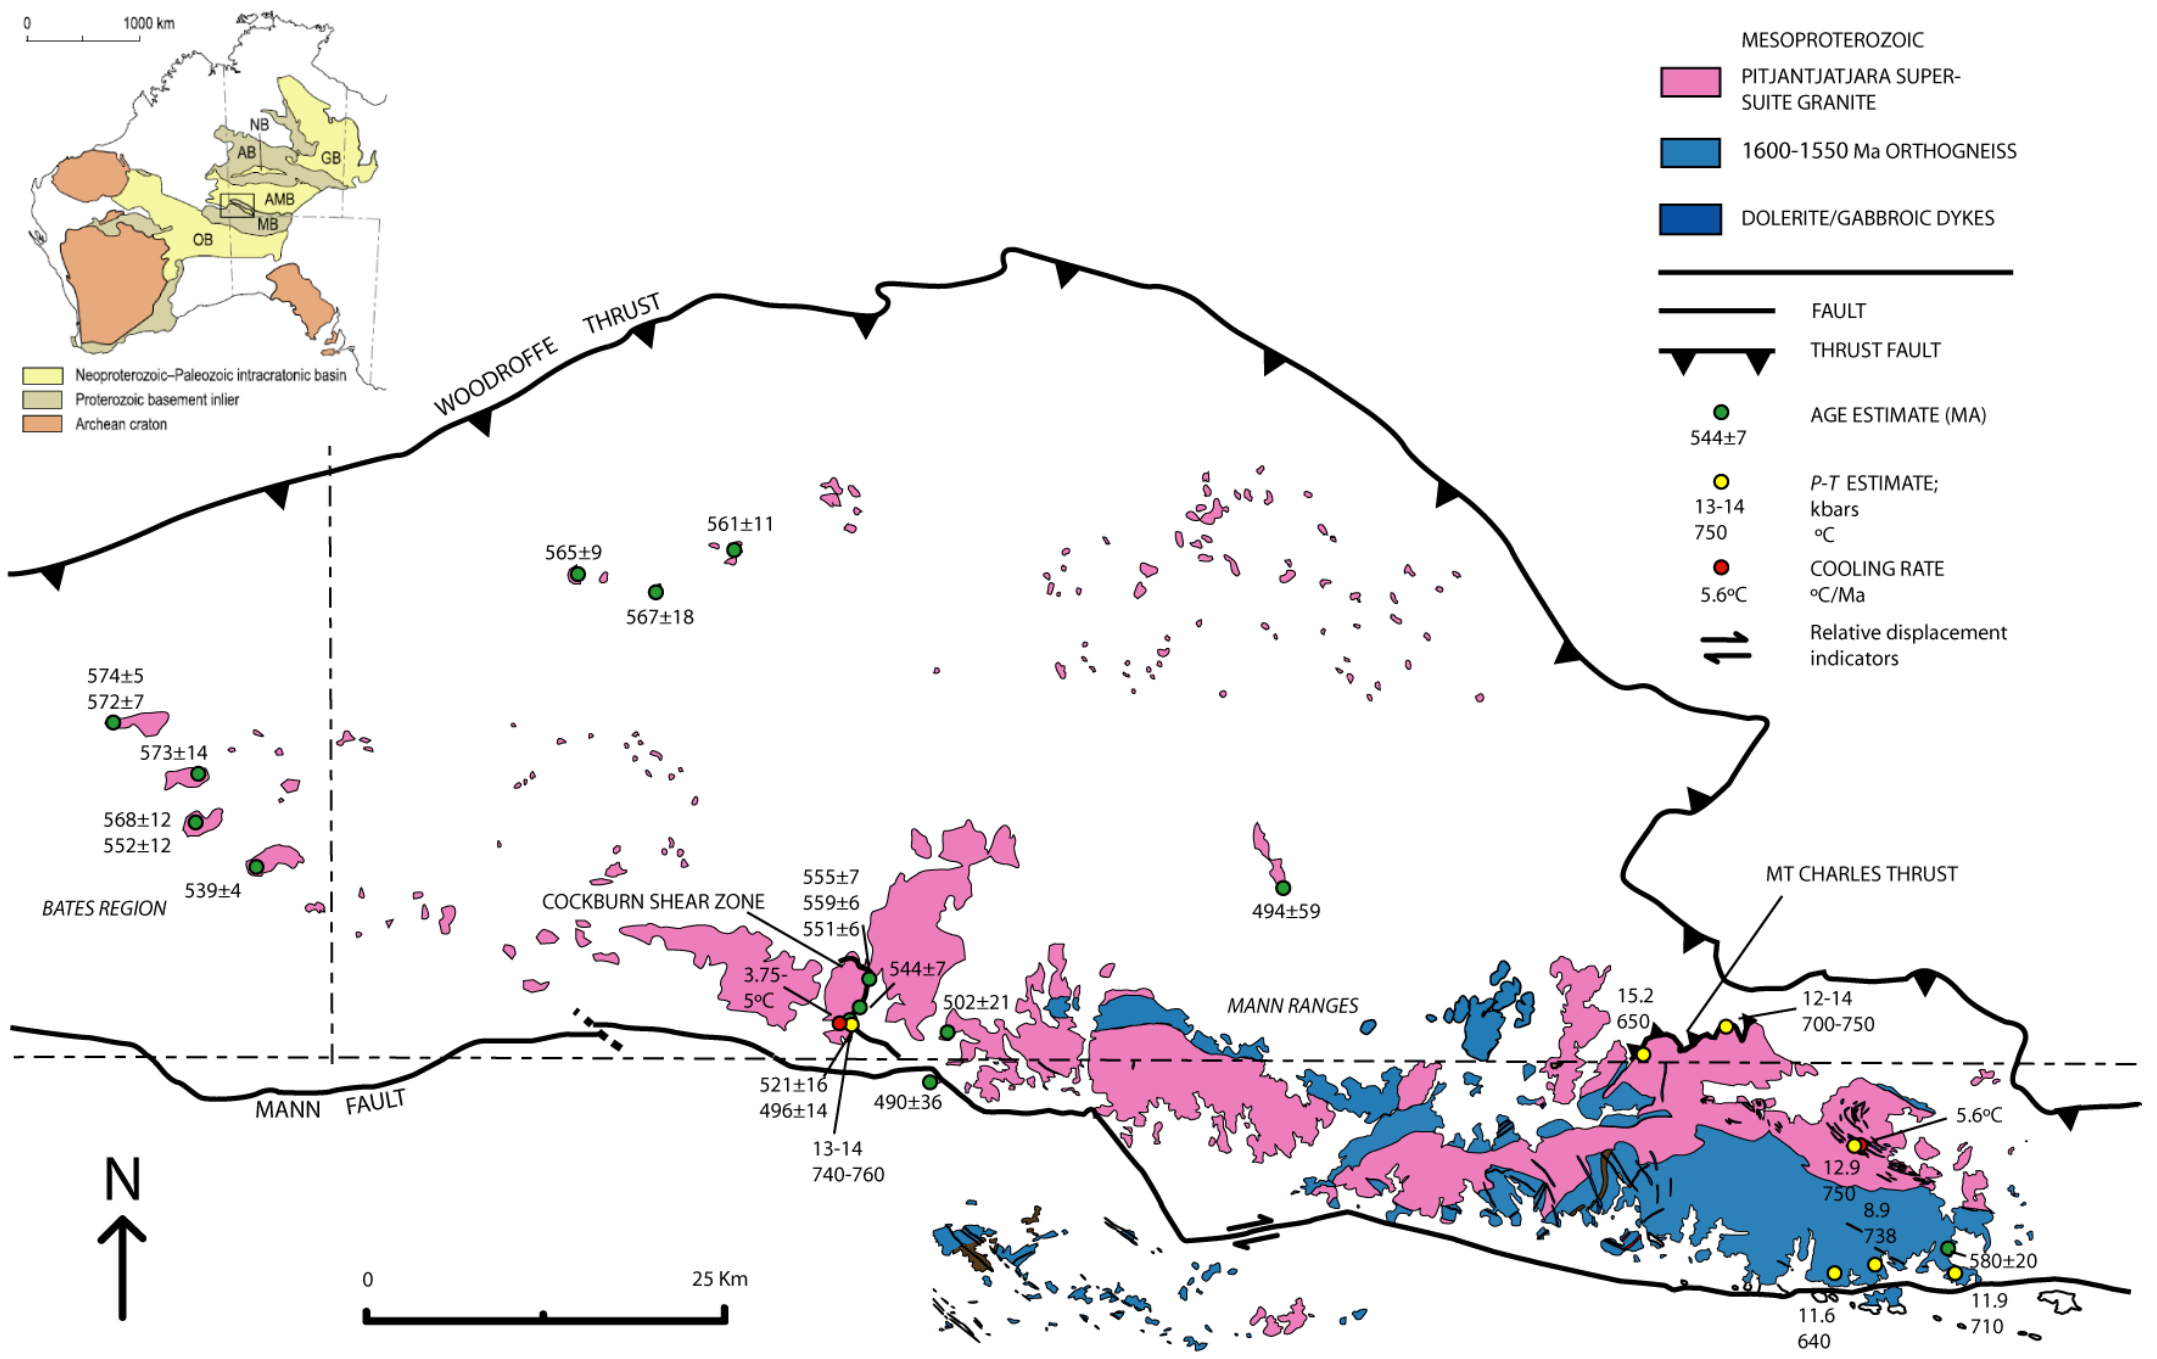 0 1000 km
NB
AB
GB
AMB
MB
OB
Neoproterozoic–Paleozoic intracratonic basin
Proterozoic basement inlier
Archean craton
MESOPROTEROZOIC
PITJANTJATJARA SUPER-
SUITE GRANITE
1600-1550 Ma ORTHOGNEISS
DOLERITE/GABBROIC DYKES
FAULT
THRUST FAULT
AGE ESTIMATE (MA)
544±7
P-T ESTIMATE;
13-14 kbars
750 ºC
COOLING RATE
5.6ºC ºC/Ma
Relative displacement
indicators
WOODROFFE THRUST
561±11
565±9
567±18
574±5
572±7
573±14
568±12
552±12
539±4
BATES REGION
COCKBURN SHEAR ZONE
555±7
559±6
551±6
3.75-
5ºC
544±7
502±21
494±59
MANN RANGES
MT CHARLES THRUST
15.2
650
12-14
700-750
MANN FAULT
521±16
496±14
490±36
13-14
740-760
5.6ºC
12.9
750
8.9
738
580±20
11.9
710
11.6
640
N
0 25 Km